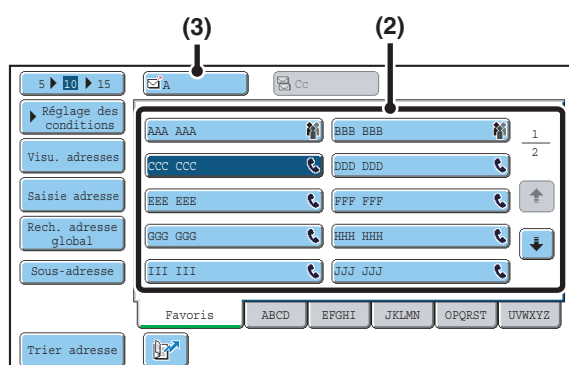 (3) (2)
5 10 15
A
Cc
Réglage des
conditions
AAA AAA
BBB BBB
1
2
Visu. adresses
CCC CCC
DDD DDD
Saisie adresse
EEE EEE
FFF FFF
Rech. adresse
global
GGG GGG
HHH HHH
Sous-adresse
III III
JJJ JJJ
Favoris
ABCD
EFGHI
JKLMN
OPQRST
UVWXYZ
Trier adresse